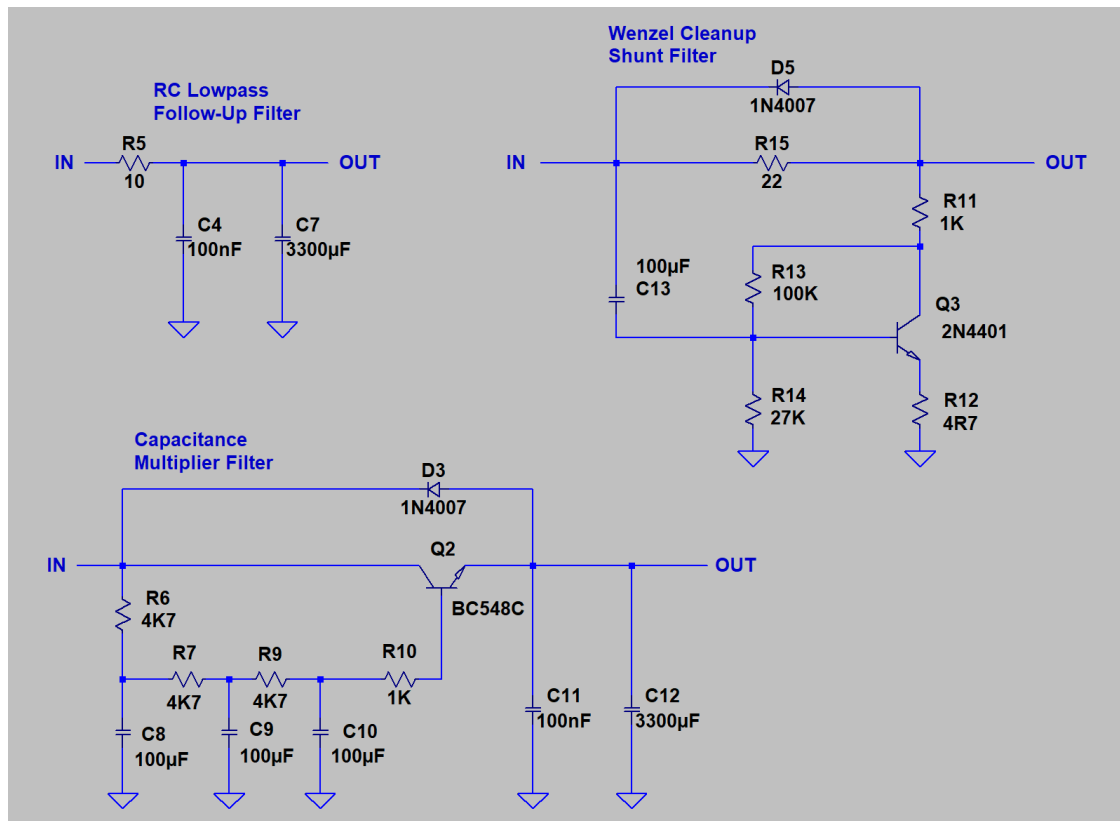 RC Lowpass
Follow-Up Filter
IN
R5
10
OUT
C4
100nF
C7
3300µF
Wenzel Cleanup
Shunt Filter
D5
1N4007
IN
R15
22
OUT
R11
1K
100µF
C13
R13
100K
Q3
2N4401
R14
27K
R12
4R7
Capacitance
Multiplier Filter
D3
1N4007
IN
Q2
BC548C
OUT
R6
4K7
R7
4K7
R9
4K7
R10
1K
C8
100µF
C9
100µF
C10
100µF
C11
100nF
C12
3300µF